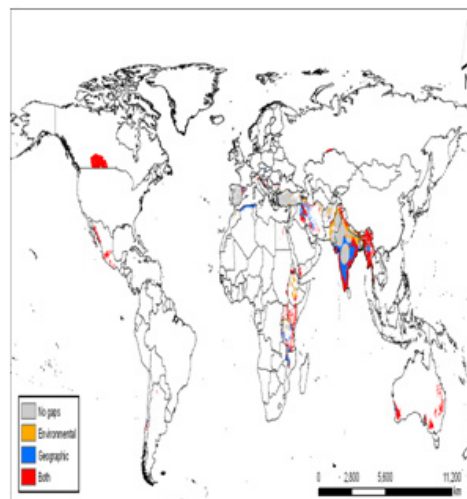 N
No gaps
Environmental
Geographic
Both
0 2,800 5,600 11,200
km